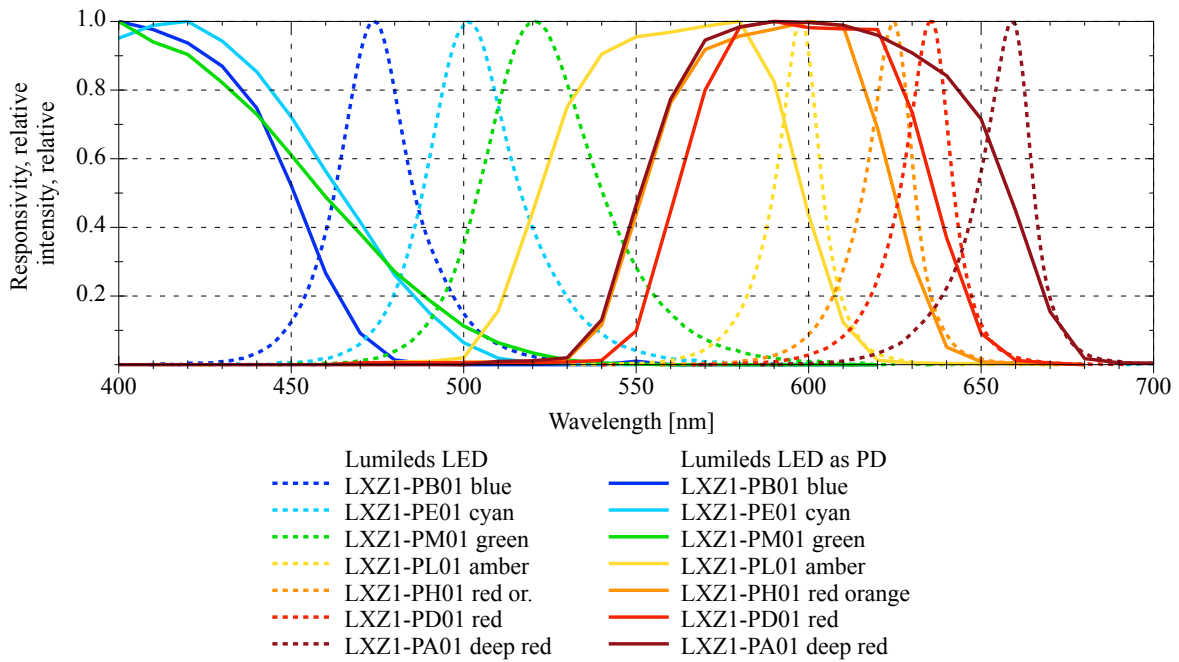 Responsivity, relative
intensity, relative
1.0
0.8
0.6
0.4
0.2
400 450 500 550 600 650 700
Wavelength [nm]
Lumileds LED Lumileds LED as PD
LXZ1-PB01 blue LXZ1-PB01 blue
LXZ1-PE01 cyan LXZ1-PE01 cyan
LXZ1-PM01 green LXZ1-PM01 green
LXZ1-PL01 amber LXZ1-PL01 amber
LXZ1-PH01 red or. LXZ1-PH01 red orange
LXZ1-PD01 red LXZ1-PD01 red
LXZ1-PA01 deep red LXZ1-PA01 deep red